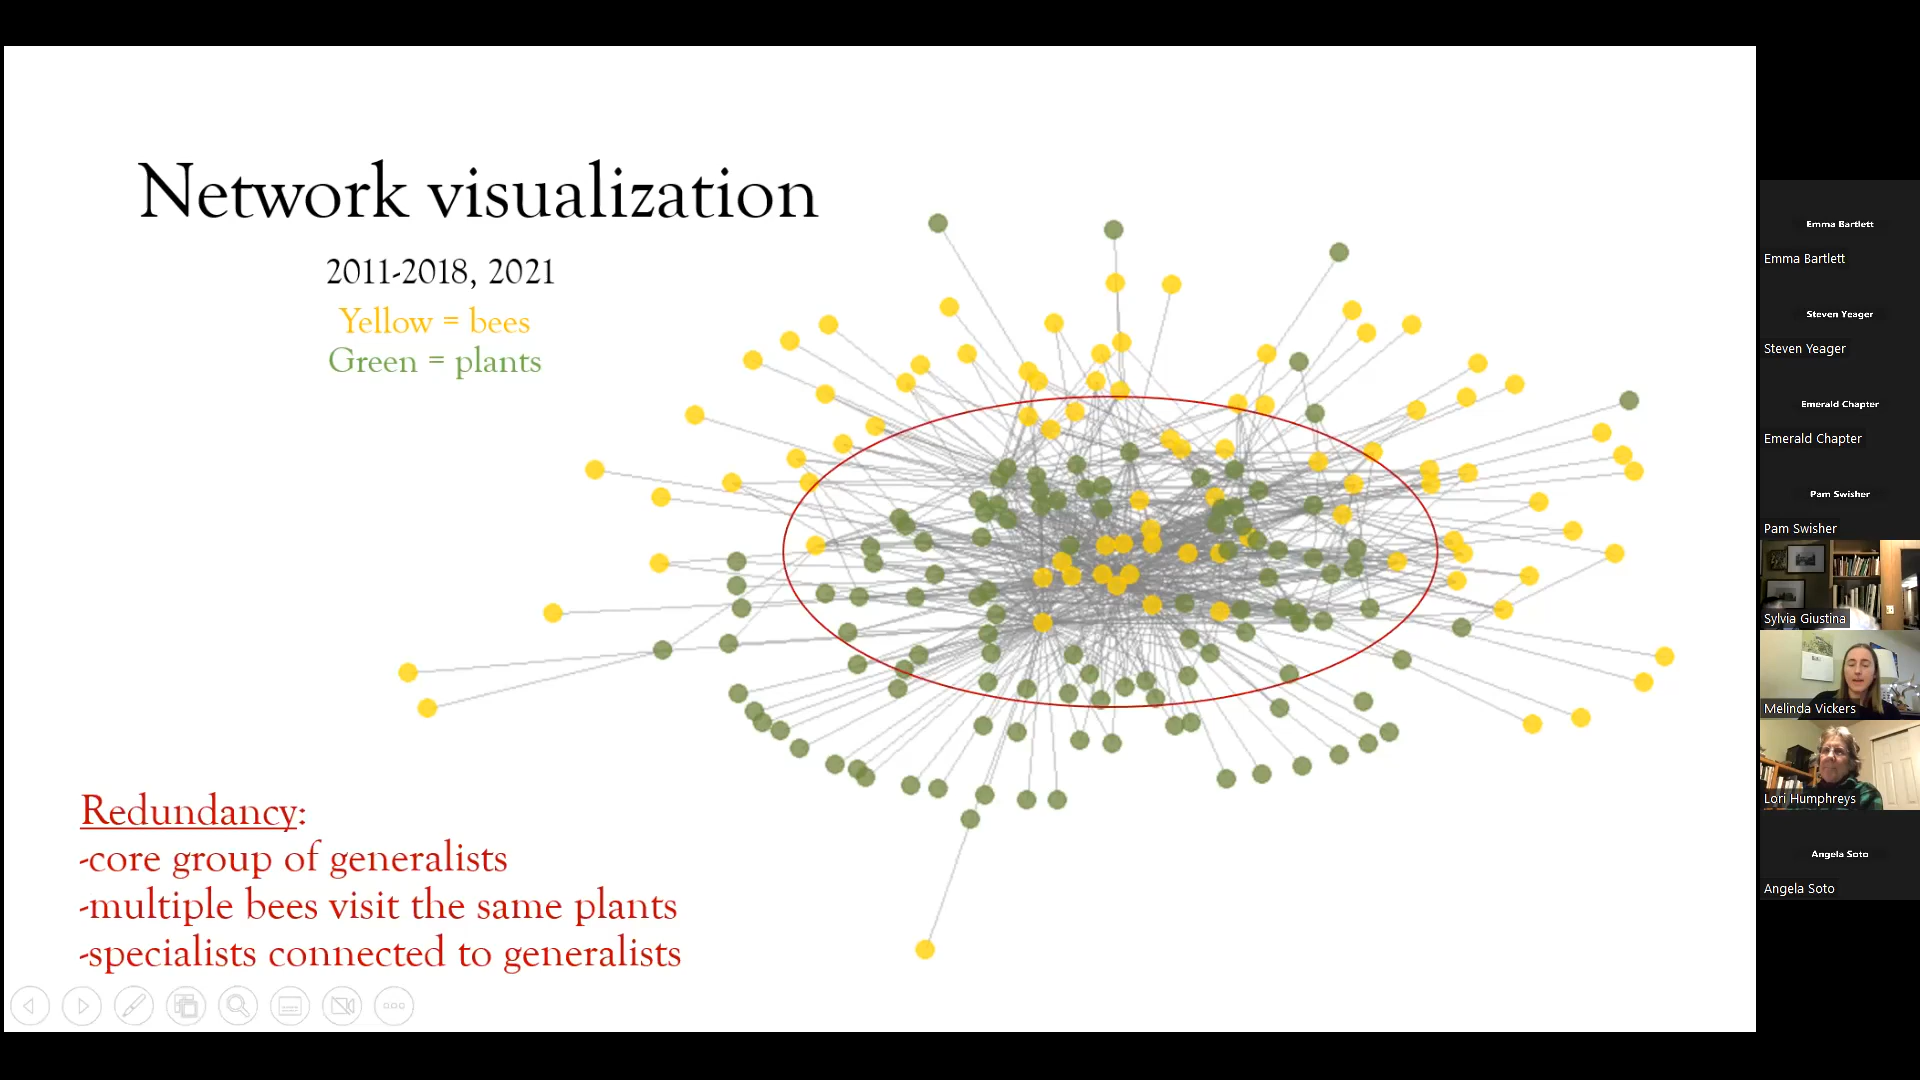 Network visualization
2011-2018, 2021
Yellow = bees
Green = plants
Redundancy:
-core group of generalists
-multiple bees visit the same plants
-specialists connected to generalists
Emma Bartlett
Emma Bartlett
Steven Yeager
Steven Yeager
Emerald Chapter
Emerald Chapter
Pam Swisher
Pam Swisher
Sylvia Giustina
Melinda Vickers
Lori Humphreys
Angela Soto
Angela Soto